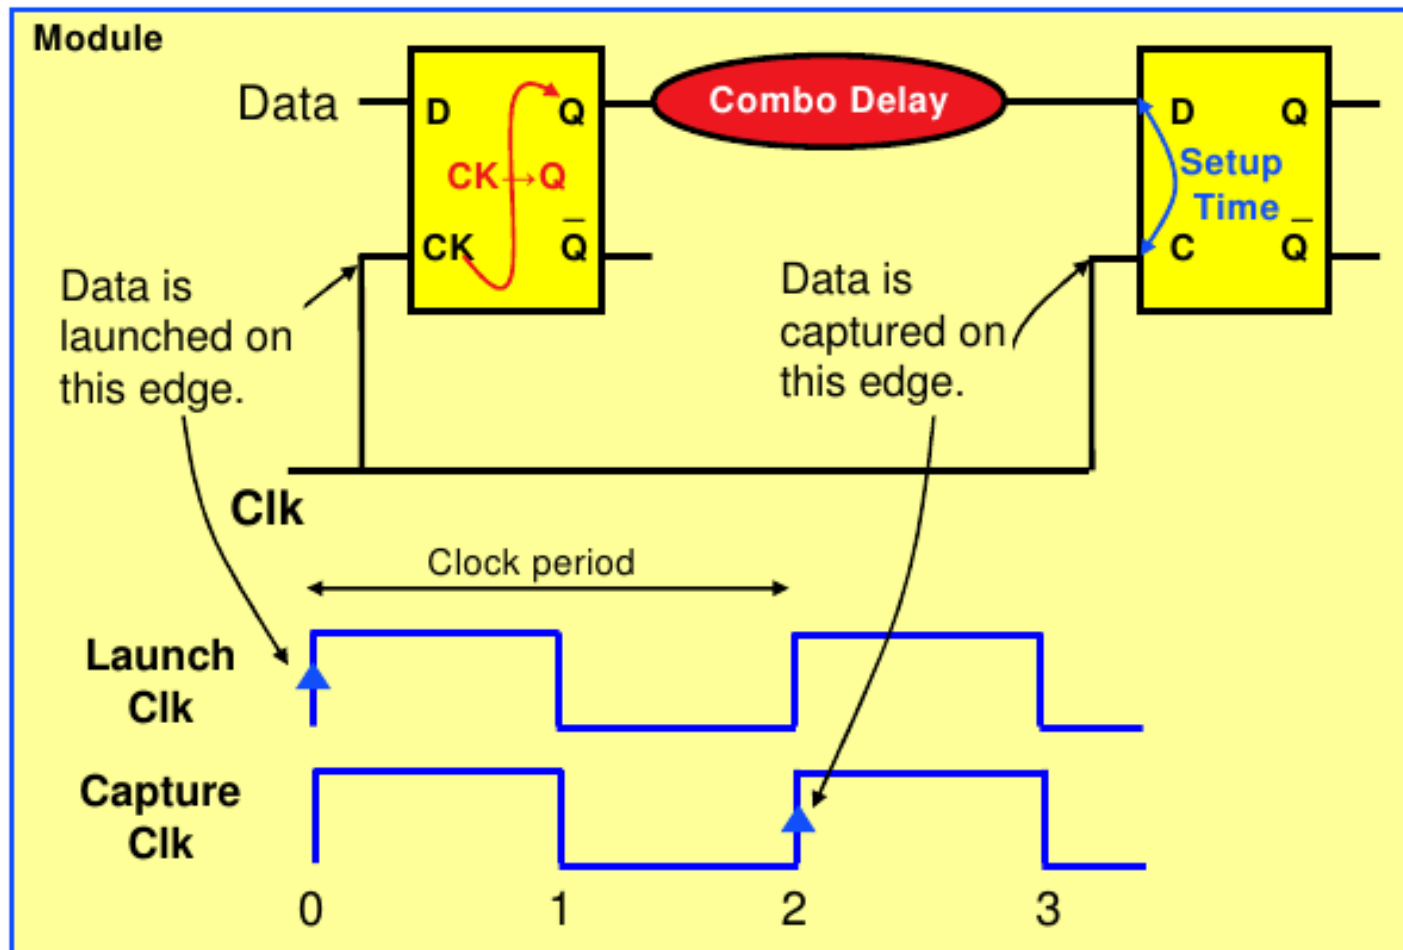 Module
Data
D
Q
CK→Q
CK
Q
Combo Delay
D
Q
Setup
Time
C
Q
Data is
launched on
this edge.
Data is
captured on
this edge.
Clk
Clock period
Launch
Clk
Capture
Clk
0 1 2 3